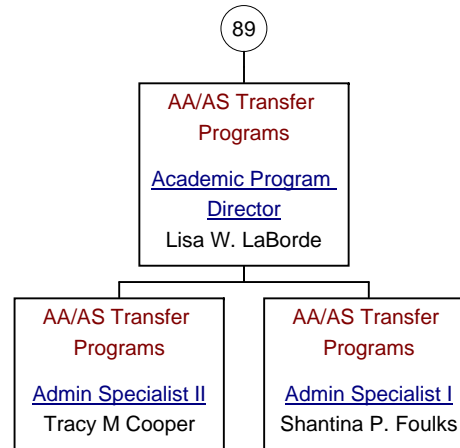 89
AA/AS Transfer
Programs
Academic Program
Director
Lisa W. LaBorde
AA/AS Transfer
Programs
Admin Specialist II
Tracy M Cooper
AA/AS Transfer
Programs
Admin Specialist I
Shantina P. Foulks